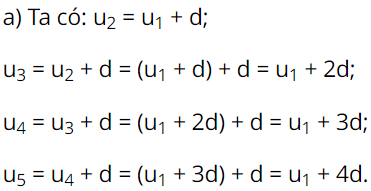 a) Ta có: u₂ = u₁ + d;
u₃ = u₂ + d = (u₁ + d) + d = u₁ + 2d;
u₄ = u₃ + d = (u₁ + 2d) + d = u₁ + 3d;
u₅ = u₄ + d = (u₁ + 3d) + d = u₁ + 4d.